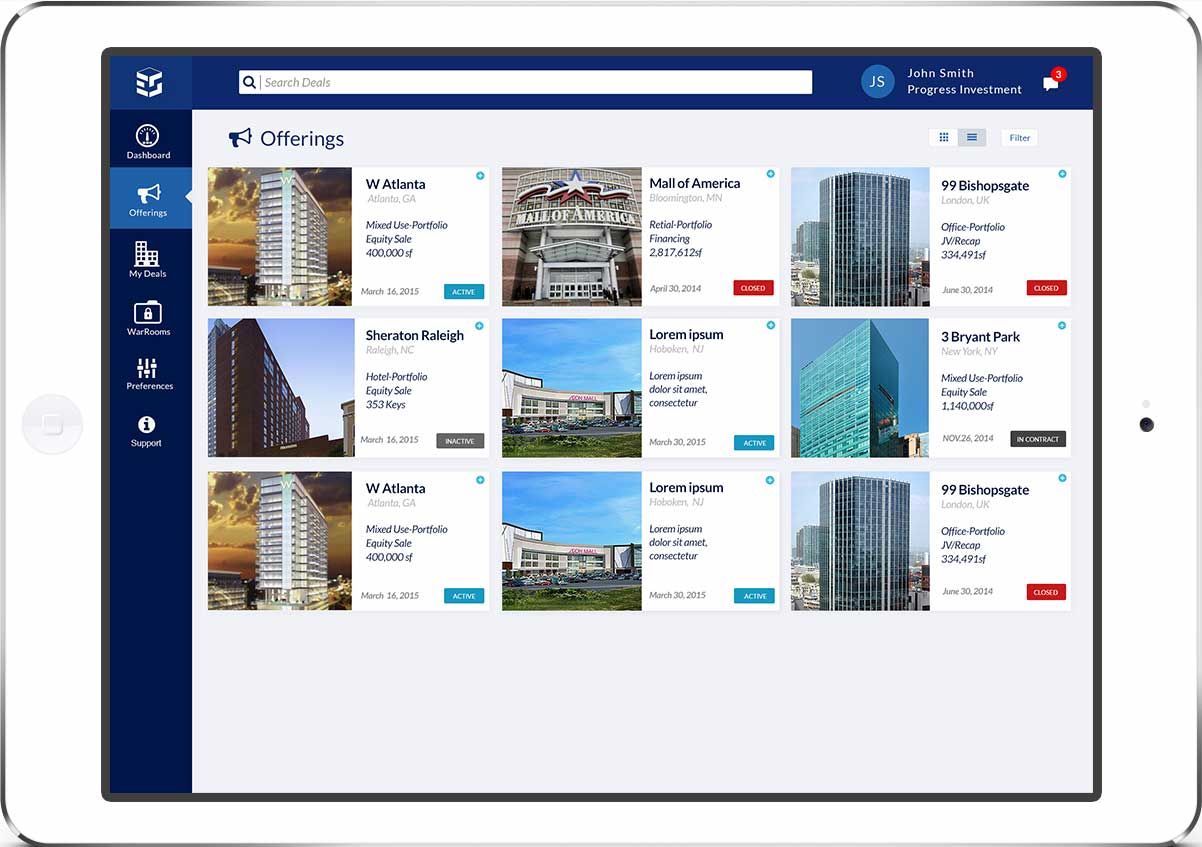 Search Deals
JS
John Smith
Progress Investment
3
Dashboard
Offerings
My Deals
WarRooms
Preferences
Support
Offerings
Filter
W Atlanta
Atlanta, GA
Mixed Use-Portfolio
Equity Sale
400,000 sf
March 16, 2015
ACTIVE
MALL OF AMERICA
Mall of America
Bloomington, MN
Retial-Portfolio
Financing
2,817,612sf
April 30, 2014
CLOSED
99 Bishopsgate
London, UK
Office-Portfolio
JV/Recap
334,491sf
June 30, 2014
CLOSED
Sheraton Raleigh
Raleigh, NC
Hotel-Portfolio
Equity Sale
353 Keys
March 16, 2015
INACTIVE
ÆON MALL
Lorem ipsum
Hoboken, NJ
Lorem ipsum
dolor sit amet,
consectetur
March 30, 2015
ACTIVE
3 Bryant Park
New York, NY
Mixed Use-Portfolio
Equity Sale
1,140,000sf
NOV.26, 2014
IN CONTRACT
W Atlanta
Atlanta, GA
Mixed Use-Portfolio
Equity Sale
400,000 sf
March 16, 2015
ACTIVE
ÆON MALL
Lorem ipsum
Hoboken, NJ
Lorem ipsum
dolor sit amet,
consectetur
March 30, 2015
ACTIVE
99 Bishopsgate
London, UK
Office-Portfolio
JV/Recap
334,491sf
June 30, 2014
CLOSED